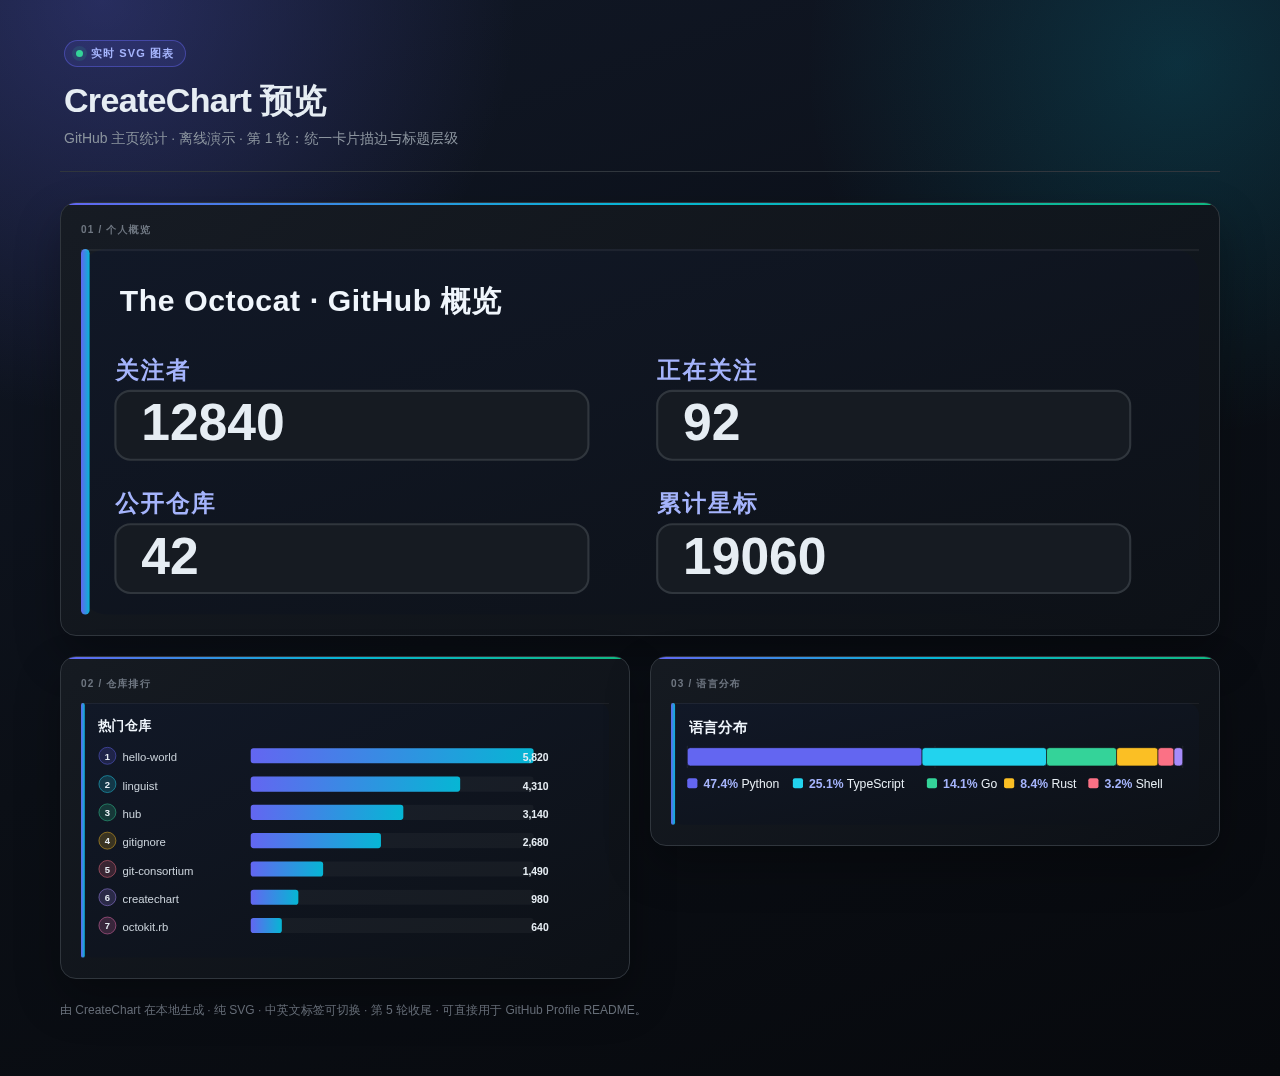 实时 SVG 图表
CreateChart 预览
GitHub 主页统计 · 离线演示 · 第 1 轮：统一卡片描边与标题层级
01 / 个人概览
The Octocat · GitHub 概览
关注者
12840
正在关注
92
公开仓库
42
累计星标
19060
02 / 仓库排行
热门仓库
1 hello-world 5,820
2 linguist 4,310
3 hub 3,140
4 gitignore 2,680
5 git-consortium 1,490
6 createchart 980
7 octokit.rb 640
03 / 语言分布
语言分布
47.4% Python 25.1% TypeScript 14.1% Go 8.4% Rust 3.2% Shell
由 CreateChart 在本地生成 · 纯 SVG · 中英文标签可切换 · 第 5 轮收尾 · 可直接用于 GitHub Profile README。